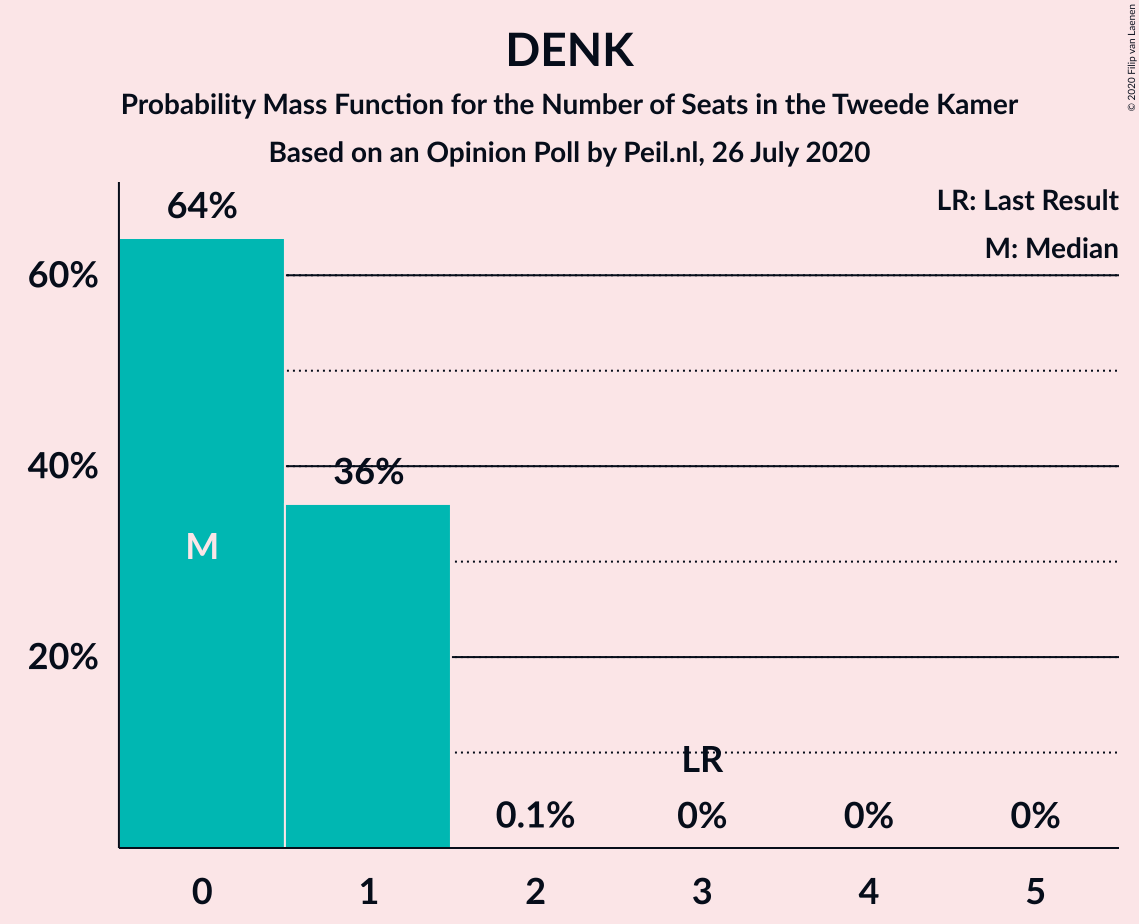 DENK
Probability Mass Function for the Number of Seats in the Tweede Kamer
Based on an Opinion Poll by Peil.nl, 26 July 2020
© 2020 Filip van Laenen
LR: Last Result
M: Median
64%
60%
40%
36%
M
20%
LR
0.1%
0%
0%
0%
0
1
2
3
4
5